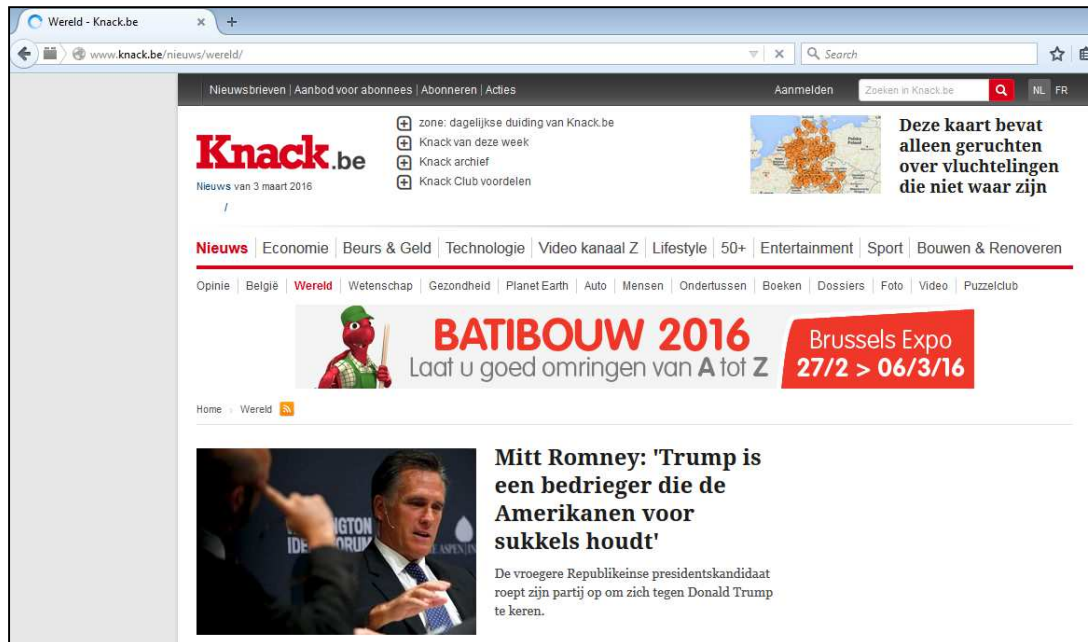 Wereld - Knack.be
www.knack.be/nieuws/wereld/
Search
Nieuwsbrieven | Aanbod voor abonnees | Abonneren | Acties
Aanmelden
Zoeken in Knack.be
NL FR
Knack.be
Nieuws van 3 maart 2016
/
zone: dagelijkse duiding van Knack.be
Knack van deze week
Knack archief
Knack Club voordelen
Deze kaart bevat
alleen geruchten
over vluchtelingen
die niet waar zijn
Nieuws | Economie | Beurs & Geld | Technologie | Video kanaal Z | Lifestyle | 50+ | Entertainment | Sport | Bouwen & Renoveren
Opinie | België | Wereld | Wetenschap | Gezondheid | Planet Earth | Auto | Mensen | Ondertussen | Boeken | Dossiers | Foto | Video | Puzzelclub
BATIBOUW 2016
Laat u goed omringen van A tot Z
Brussels Expo
27/2 > 06/3/16
Home › Wereld
Mitt Romney: 'Trump is
een bedrieger die de
Amerikanen voor
sukkels houdt'
De vroegere Republikeinse presidentskandidaat
roept zijn partij op om zich tegen Donald Trump
te keren.